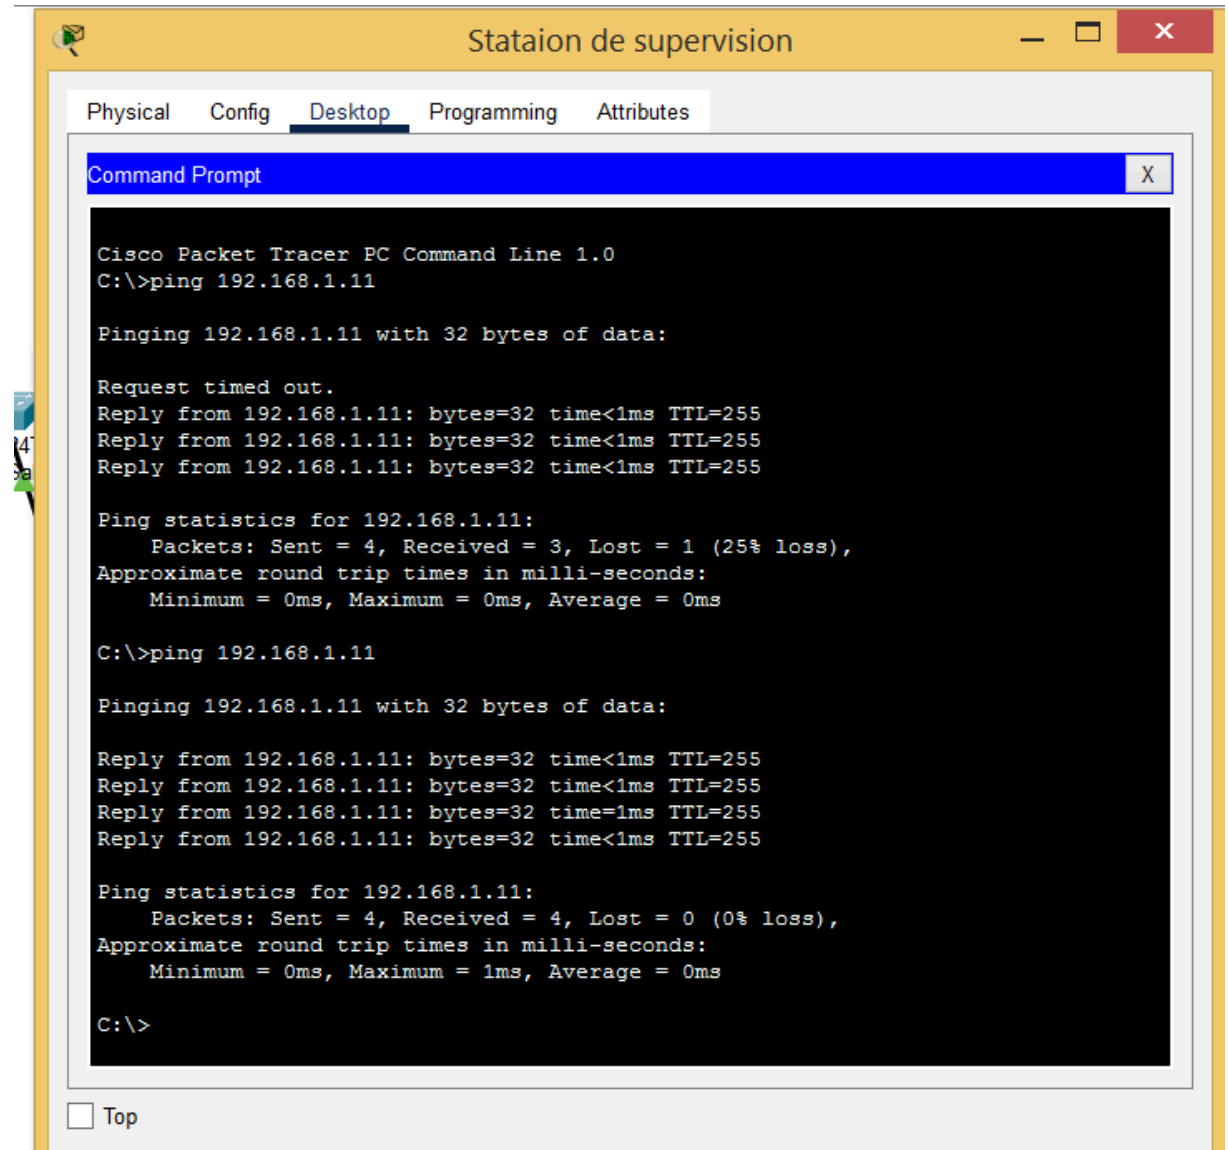 Stataion de supervision
Physical Config Desktop Programming Attributes
Command Prompt X
Cisco Packet Tracer PC Command Line 1.0
C:\>ping 192.168.1.11
Pinging 192.168.1.11 with 32 bytes of data:
Request timed out.
Reply from 192.168.1.11: bytes=32 time<1ms TTL=255
Reply from 192.168.1.11: bytes=32 time<1ms TTL=255
Reply from 192.168.1.11: bytes=32 time<1ms TTL=255
Ping statistics for 192.168.1.11:
Packets: Sent = 4, Received = 3, Lost = 1 (25% loss),
Approximate round trip times in milli-seconds:
Minimum = 0ms, Maximum = 0ms, Average = 0ms
C:\>ping 192.168.1.11
Pinging 192.168.1.11 with 32 bytes of data:
Reply from 192.168.1.11: bytes=32 time<1ms TTL=255
Reply from 192.168.1.11: bytes=32 time<1ms TTL=255
Reply from 192.168.1.11: bytes=32 time=1ms TTL=255
Reply from 192.168.1.11: bytes=32 time<1ms TTL=255
Ping statistics for 192.168.1.11:
Packets: Sent = 4, Received = 4, Lost = 0 (0% loss),
Approximate round trip times in milli-seconds:
Minimum = 0ms, Maximum = 1ms, Average = 0ms
C:\>
Top